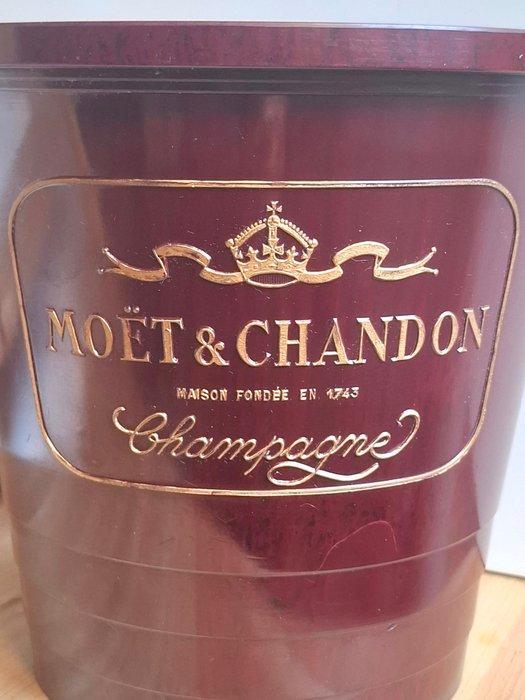 MOËT & CHANDON
MAISON FONDÉE EN 1743
Champagne